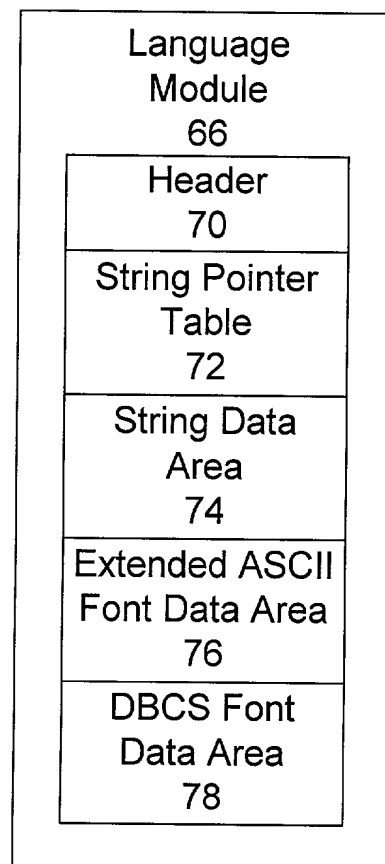 Language
Module
66
Header
70
String Pointer
Table
72
String Data
Area
74
Extended ASCII
Font Data Area
76
DBCS Font
Data Area
78